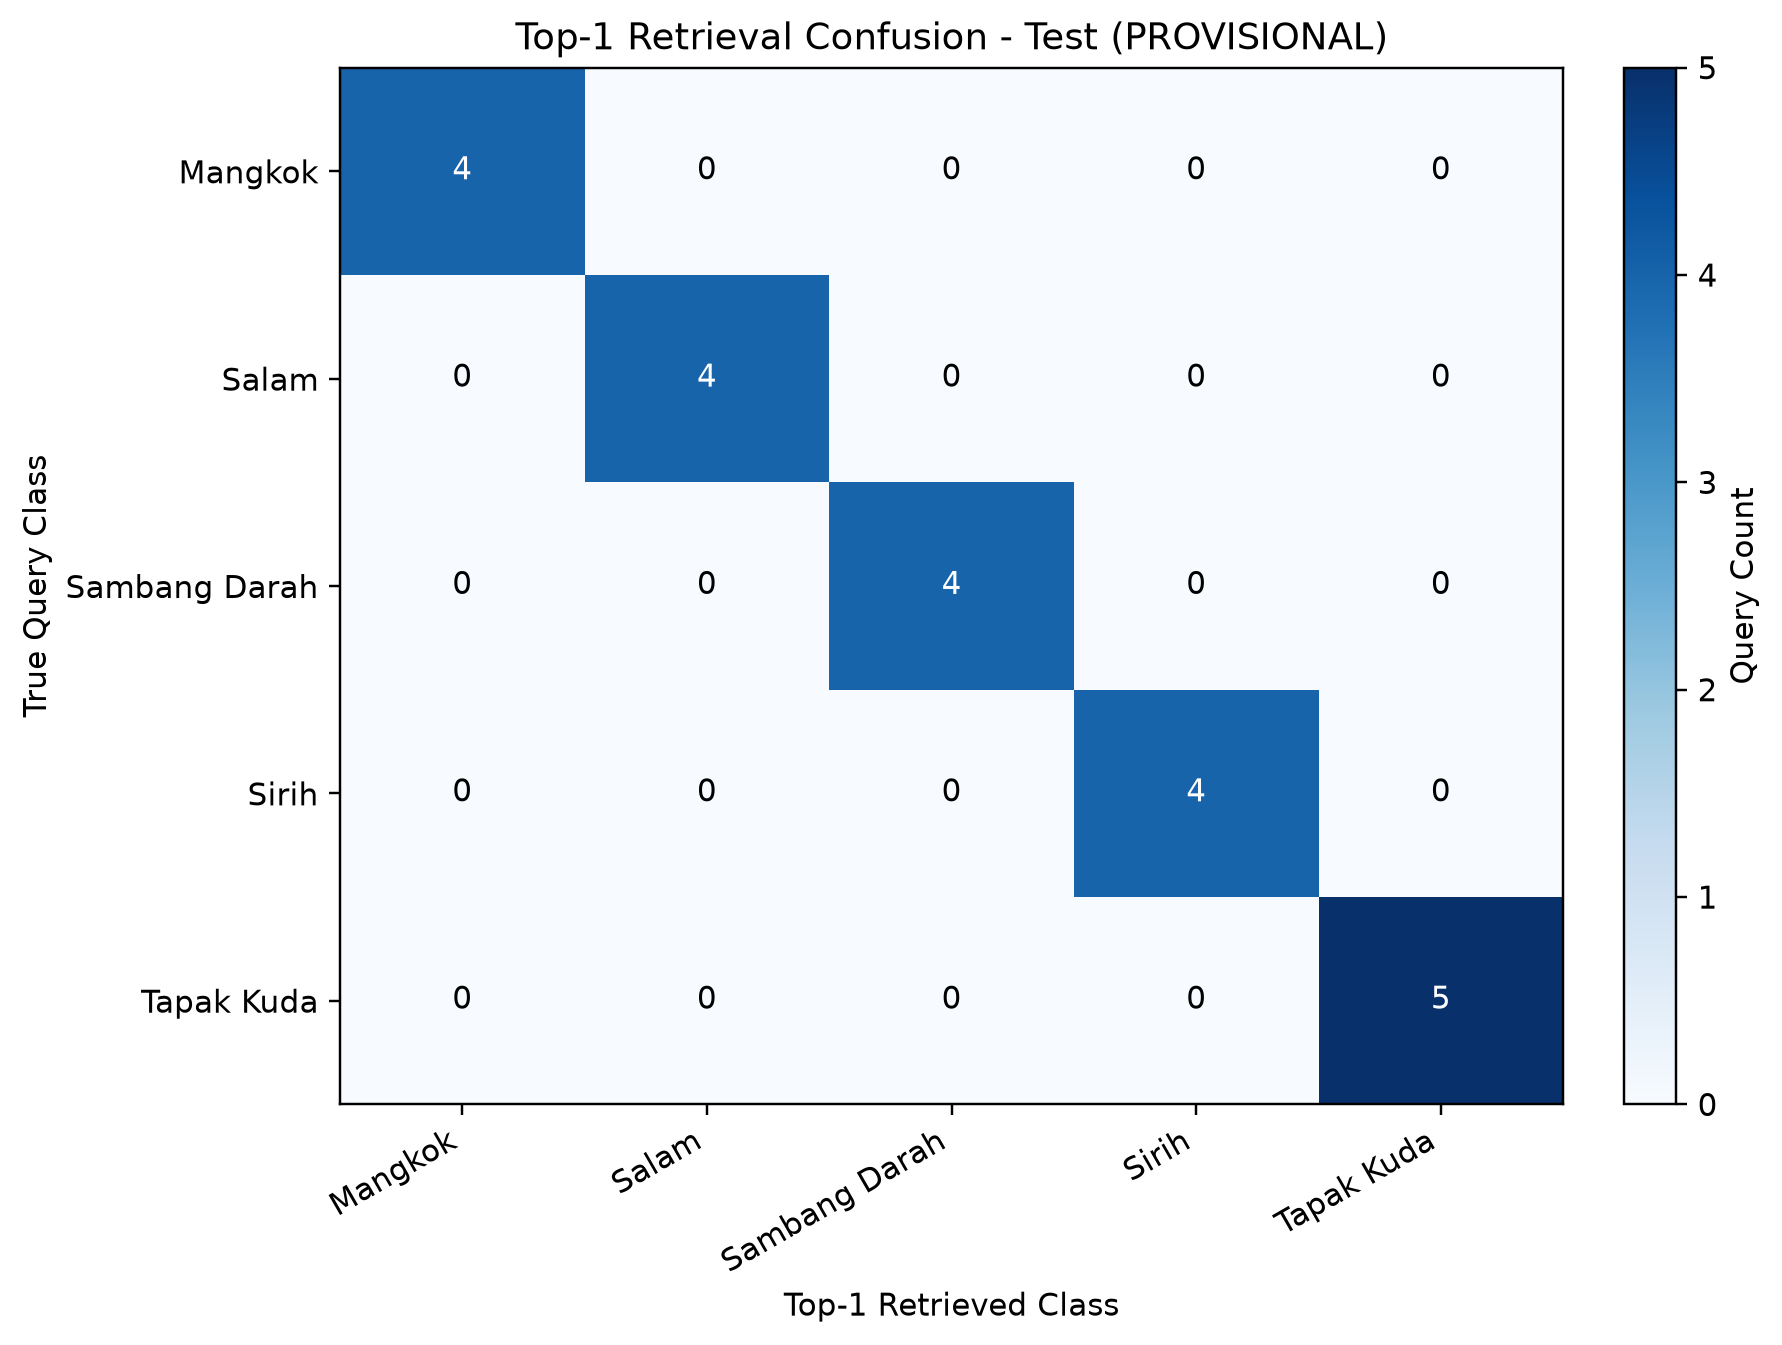 Top-1 Retrieval Confusion - Test (PROVISIONAL)
True Query Class
Mangkok 4 0 0 0 0
Salam 0 4 0 0 0
Sambang Darah 0 0 4 0 0
Sirih 0 0 0 4 0
Tapak Kuda 0 0 0 0 5
Mangkok Salam Sambang Darah Sirih Tapak Kuda
Top-1 Retrieved Class
5
4
3
2
1
0
Query Count